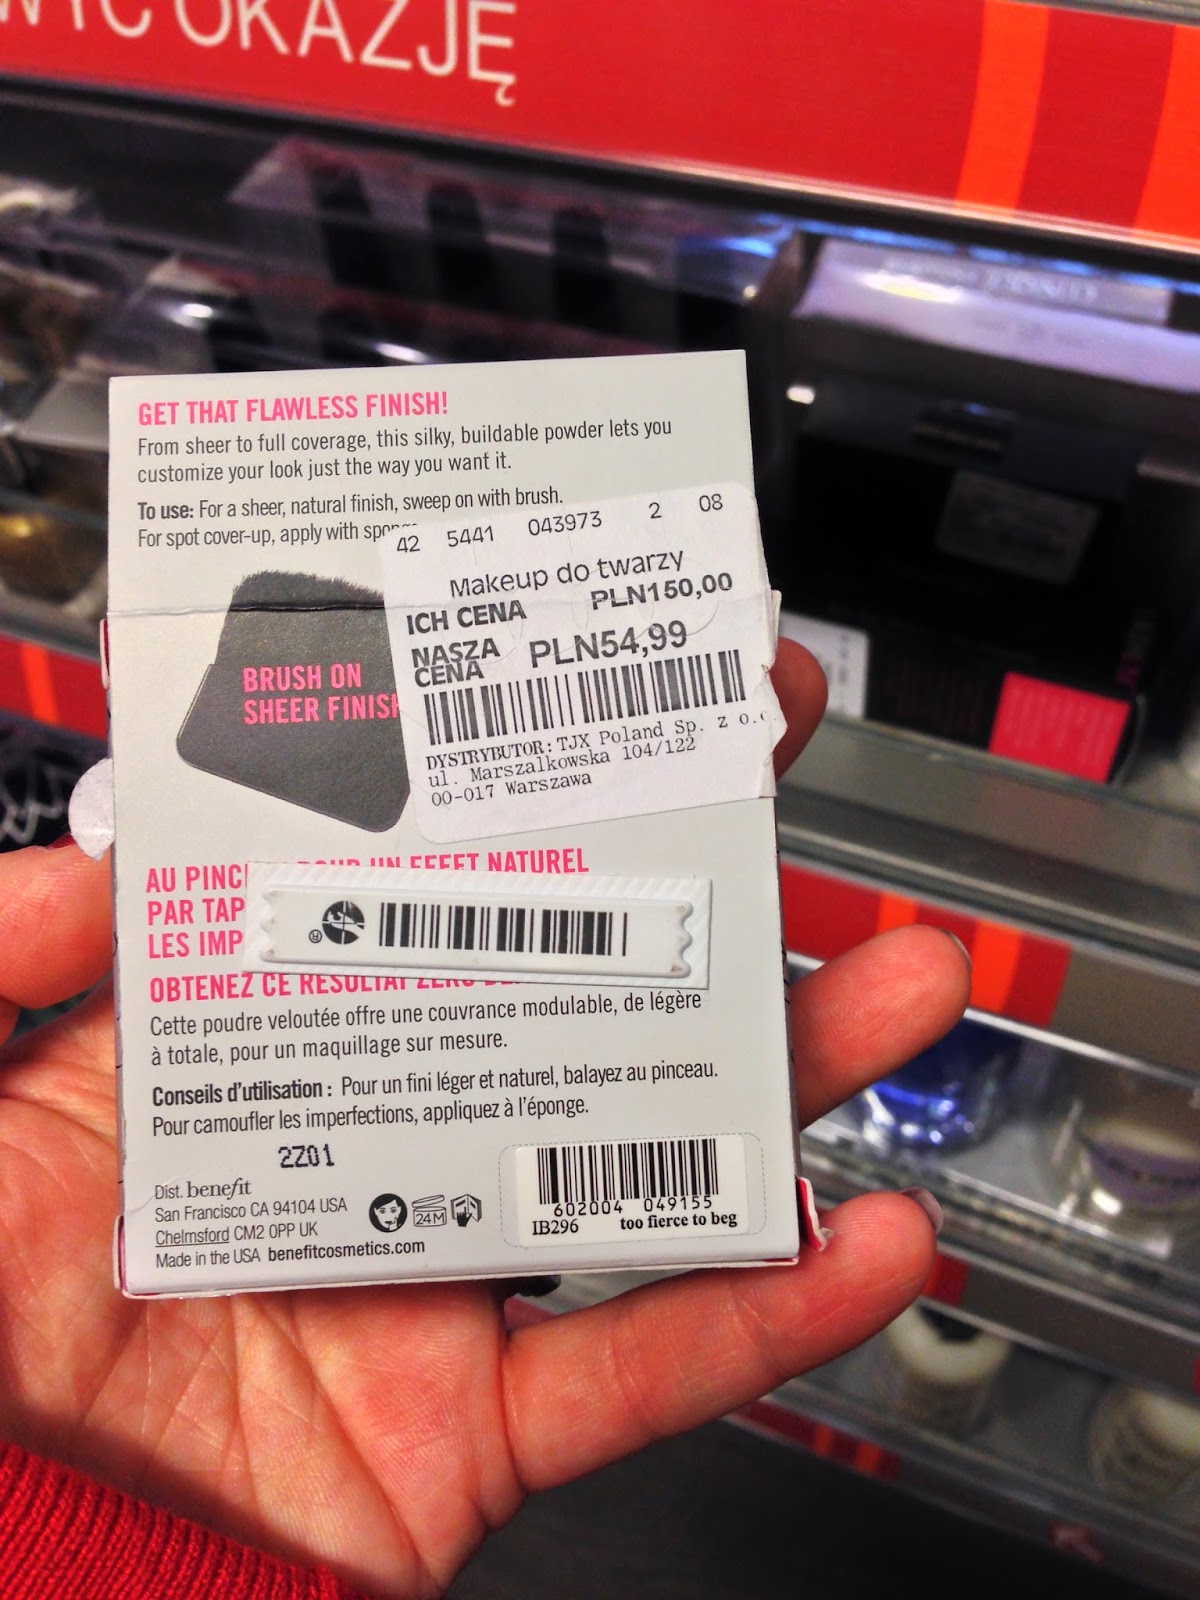 OKAZJĘ
GET THAT FLAWLESS FINISH!
From sheer to full coverage, this silky, buildable powder lets you
customize your look just the way you want it.
To use: For a sheer, natural finish, sweep on with brush.
For spot cover-up, apply with
42 5441 043973 2 08
Makeup do twarzy
ICH CENA PLN150,00
NASZA CENA PLN54,99
DYSTRYBUTOR: TJX Poland Sp. z o.o
ul. Marszalkowska 104/122
00-017 Warszawa
BRUSH ON
SHEER FINISH
AU POUR UN EFFET NATUREL
PAR
LES
®
OBTENEZ CE RÉSULTAT ZÉRO
Cette poudre veloutée offre une couvrance modulable, de légère
à totale, pour un maquillage sur mesure.
Conseils d'utilisation : Pour un fini léger et naturel, balayez au pinceau.
Pour camoufler les imperfections, appliquez à l'éponge.
2Z01
Dist. benefit
San Francisco CA 94104 USA
Chelmsford CM2 0PP UK
Made in the USA benefitcosmetics.com
24M
602004 049155
IB296 too fierce to beg